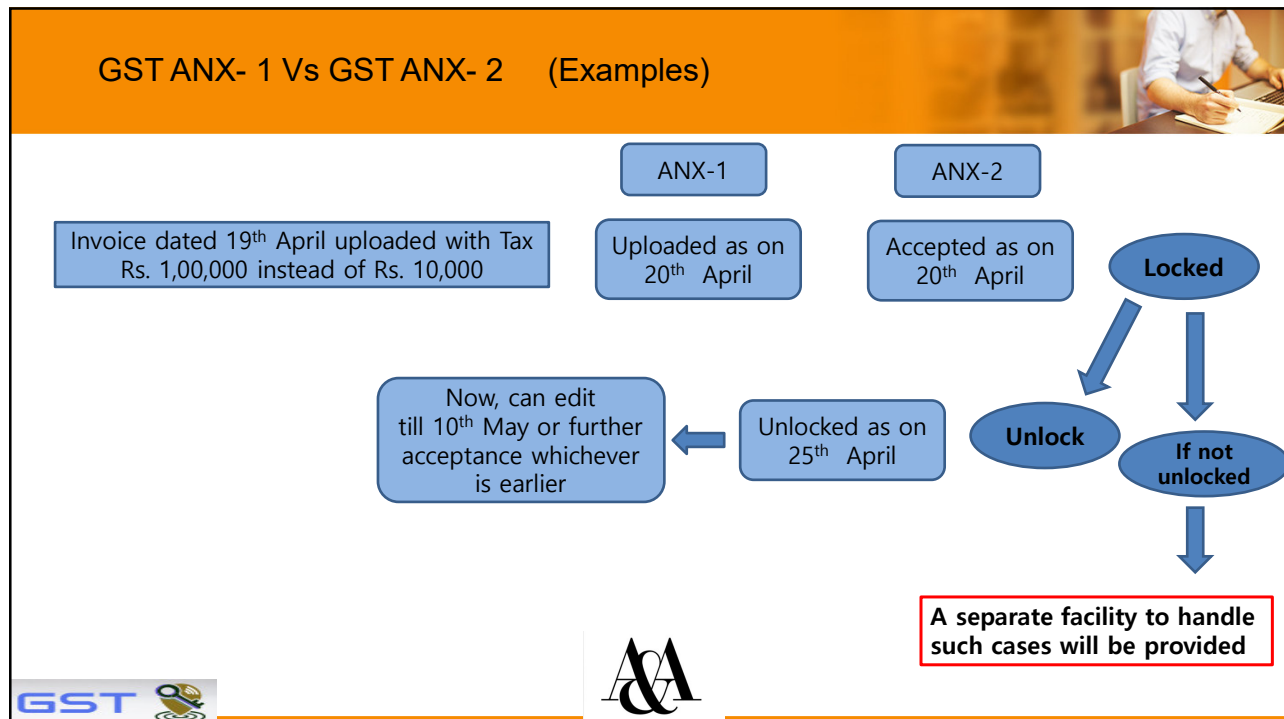 GST ANX- 1 Vs GST ANX- 2 (Examples)
ANX-1
ANX-2
Invoice dated 19th April uploaded with Tax
Rs. 1,00,000 instead of Rs. 10,000
Uploaded as on
20th April
Accepted as on
20th April
Locked
Now, can edit
till 10th May or further
acceptance whichever
is earlier
Unlocked as on
25th April
Unlock
If not
unlocked
A separate facility to handle
such cases will be provided
GST
A&A